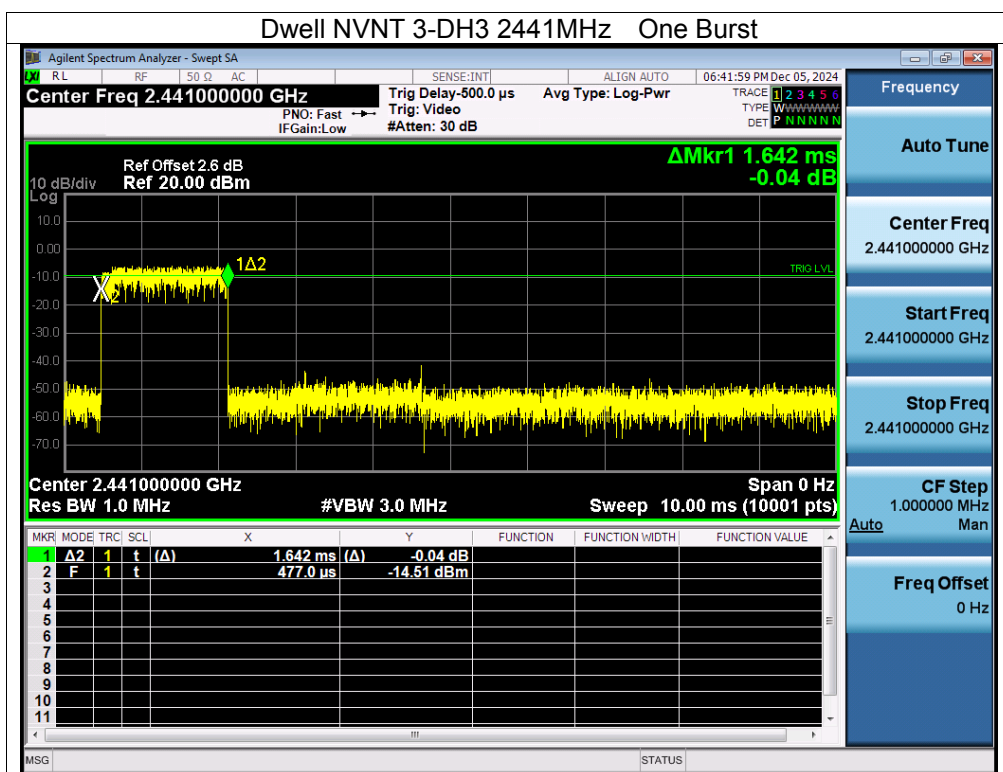 Dwell NVNT 3-DH3 2441MHz One Burst
Agilent Spectrum Analyzer - Swept SA
LXI RL RF 50 Ω AC SENSE:INT ALIGN AUTO 06:41:59 PM Dec 05, 2024
Center Freq 2.441000000 GHz Trig Delay-500.0 µs Avg Type: Log-Pwr TRACE 1 2 3 4 5 6
PNO: Fast Trig: Video TYPE WWWWWW
IFGain:Low #Atten: 30 dB DET P N N N N N
ΔMkr1 1.642 ms
-0.04 dB
Ref Offset 2.6 dB
10 dB/div Ref 20.00 dBm
Log
10.0
0.00
-10.0
-20.0
-30.0
-40.0
-50.0
-60.0
-70.0
1Δ2
TRIG LVL
X2
Center 2.441000000 GHz Span 0 Hz
Res BW 1.0 MHz #VBW 3.0 MHz Sweep 10.00 ms (10001 pts)
MKR MODE TRC SCL X Y FUNCTION FUNCTION WIDTH FUNCTION VALUE
1 Δ2 1 t (Δ) 1.642 ms (Δ) -0.04 dB
2 F 1 t 477.0 µs -14.51 dBm
3
4
5
6
7
8
9
10
11
MSG STATUS
Frequency
Auto Tune
Center Freq
2.441000000 GHz
Start Freq
2.441000000 GHz
Stop Freq
2.441000000 GHz
CF Step
1.000000 MHz
Auto Man
Freq Offset
0 Hz